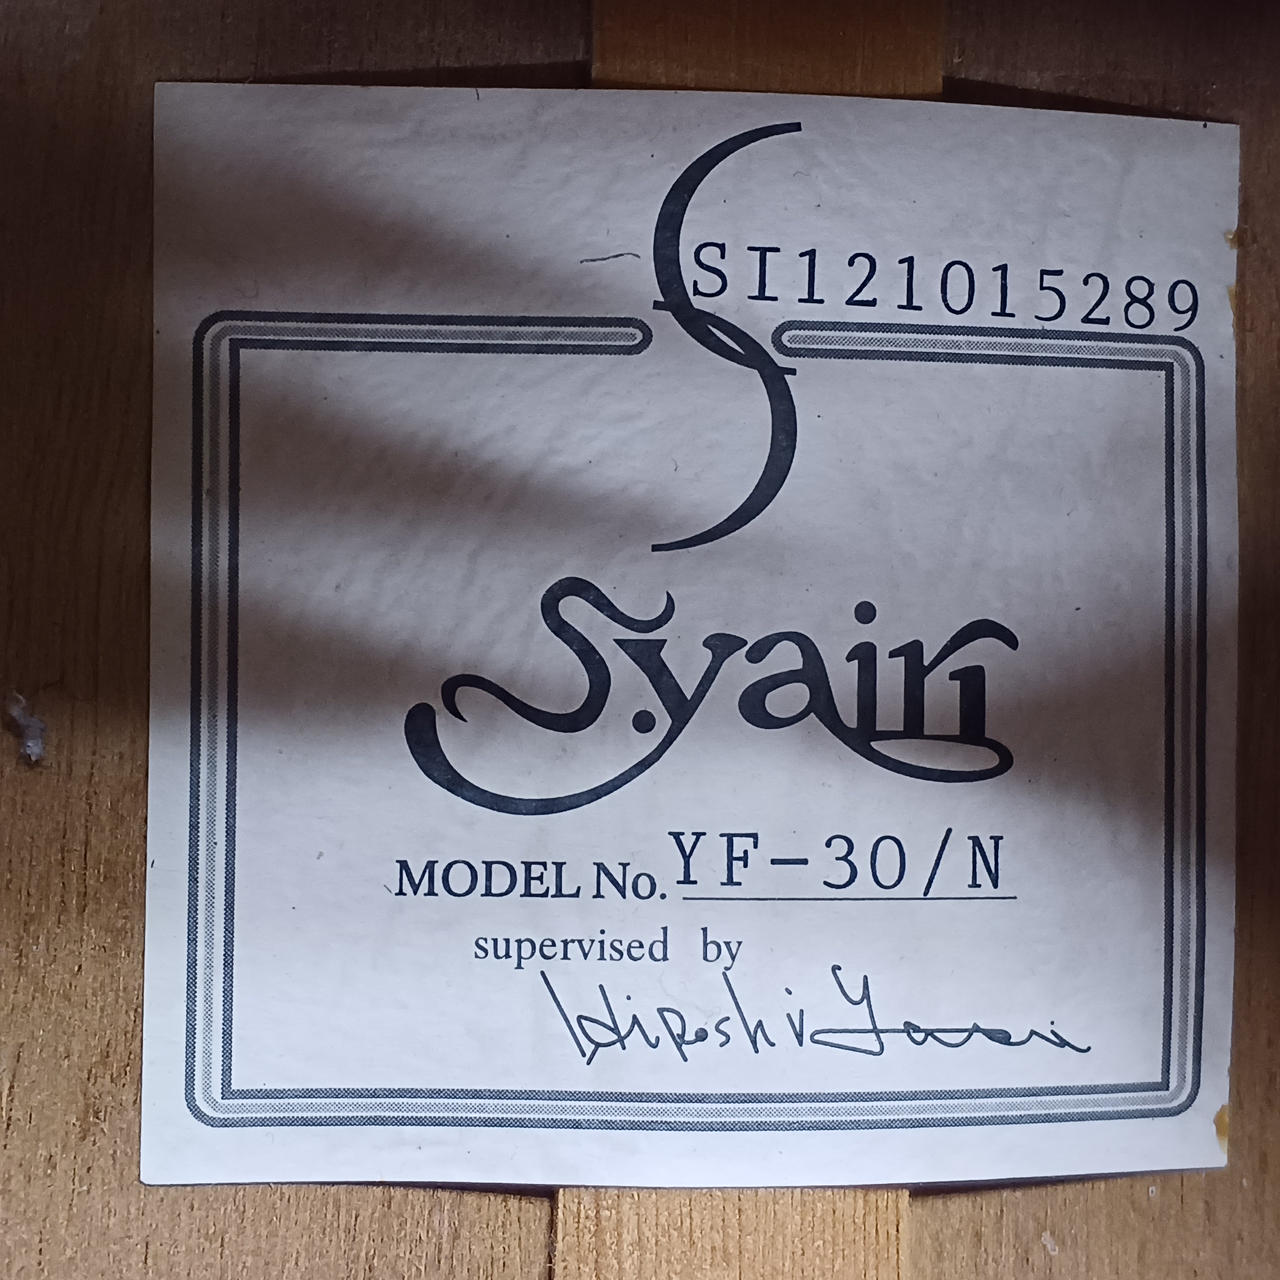 SI121015289
S.yairi
MODEL No. YF-30/N
supervised by
Hiroshi Yairi